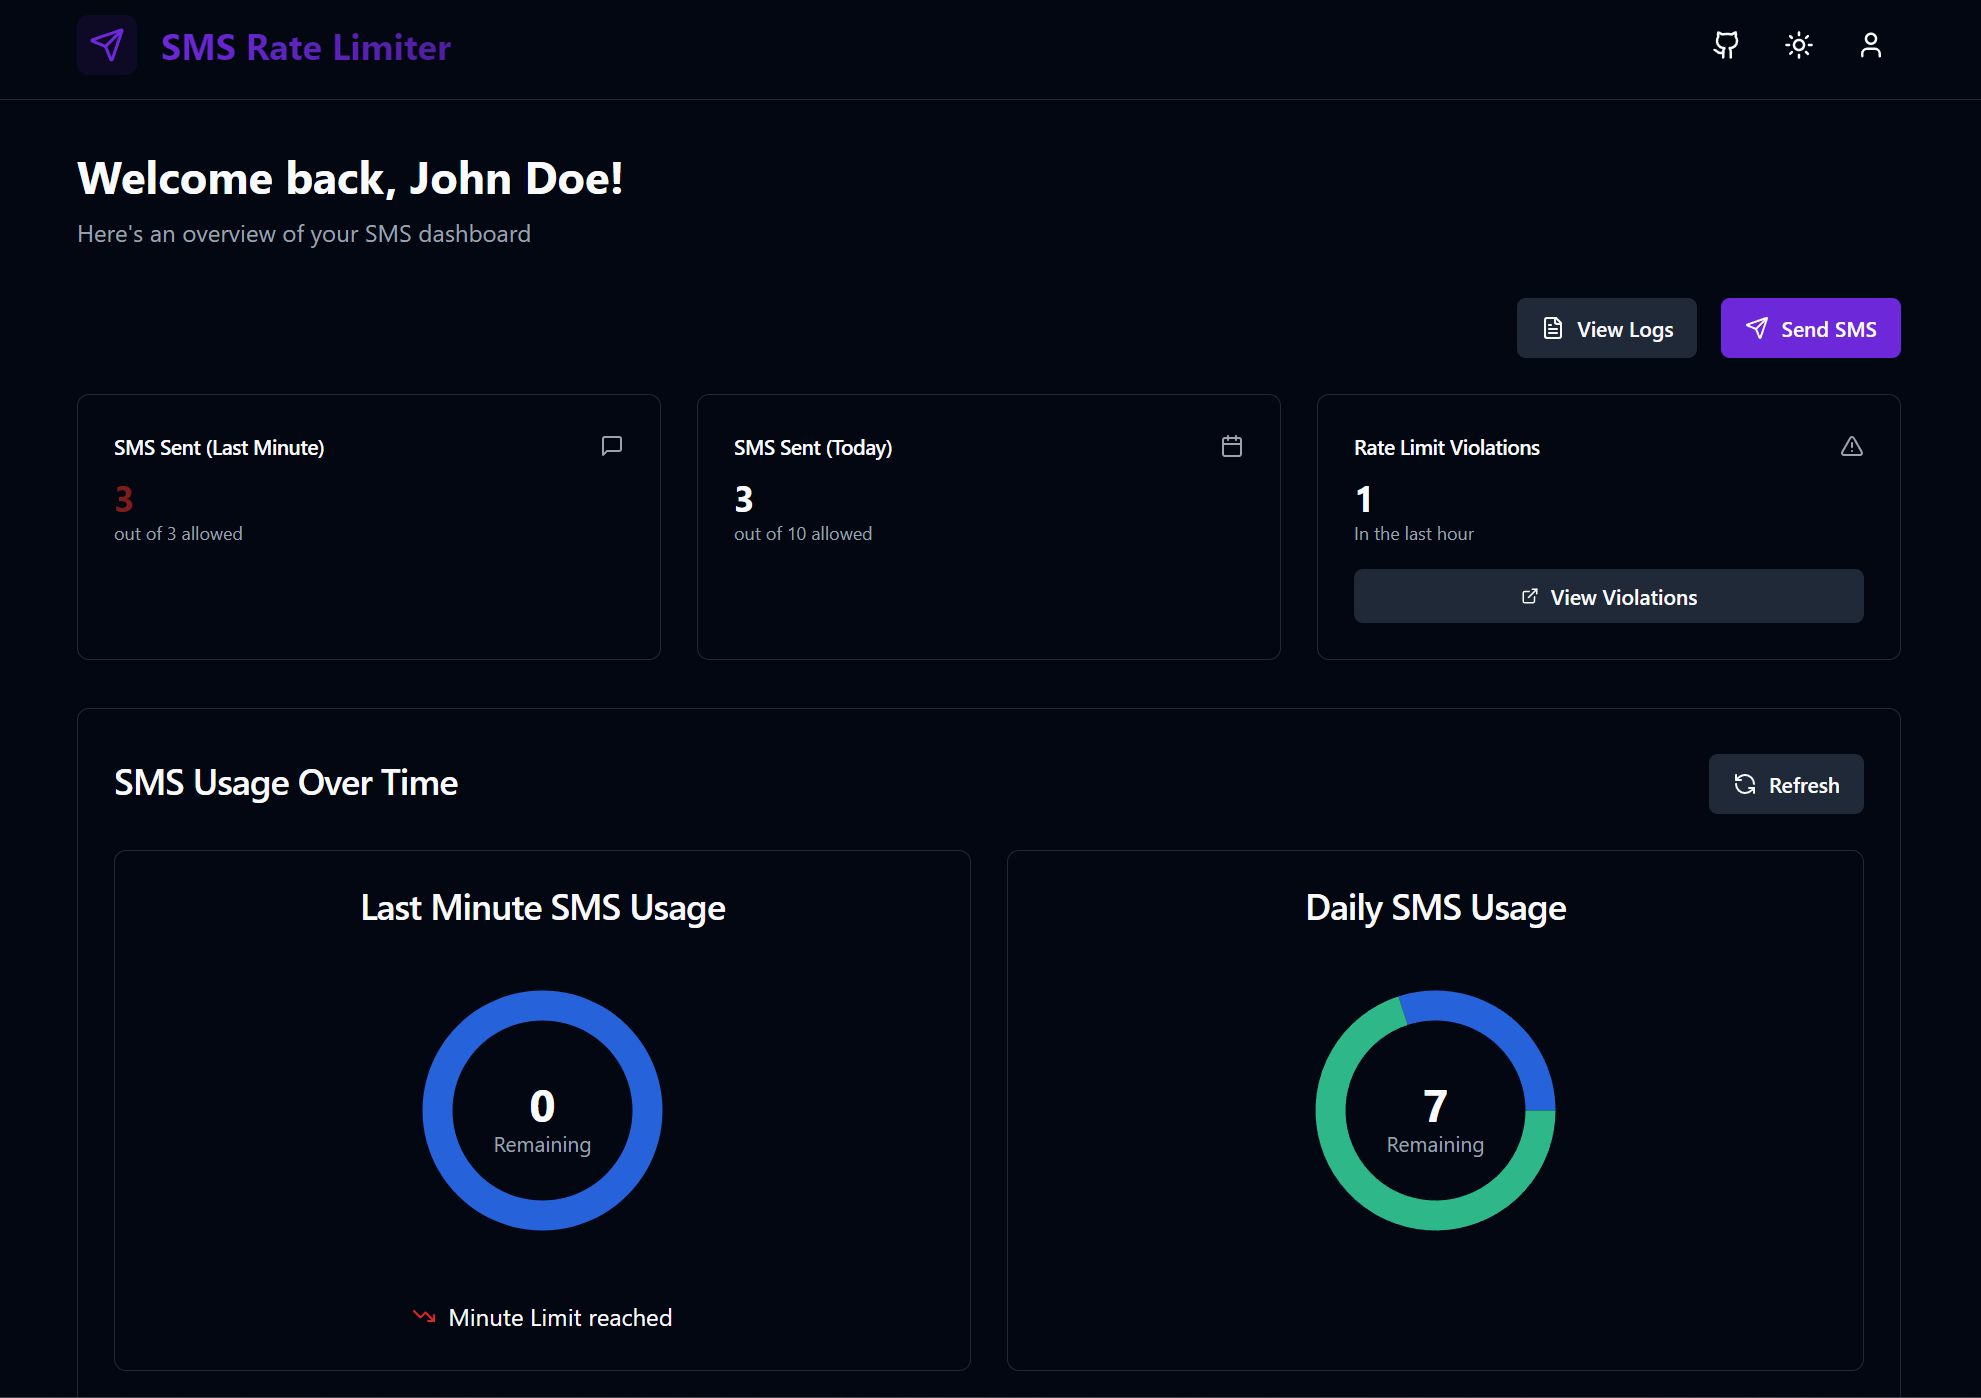 SMS Rate Limiter
Welcome back, John Doe!
Here's an overview of your SMS dashboard
View Logs
Send SMS
SMS Sent (Last Minute)
3
out of 3 allowed
SMS Sent (Today)
3
out of 10 allowed
Rate Limit Violations
1
In the last hour
View Violations
SMS Usage Over Time
Refresh
Last Minute SMS Usage
0
Remaining
Minute Limit reached
Daily SMS Usage
7
Remaining